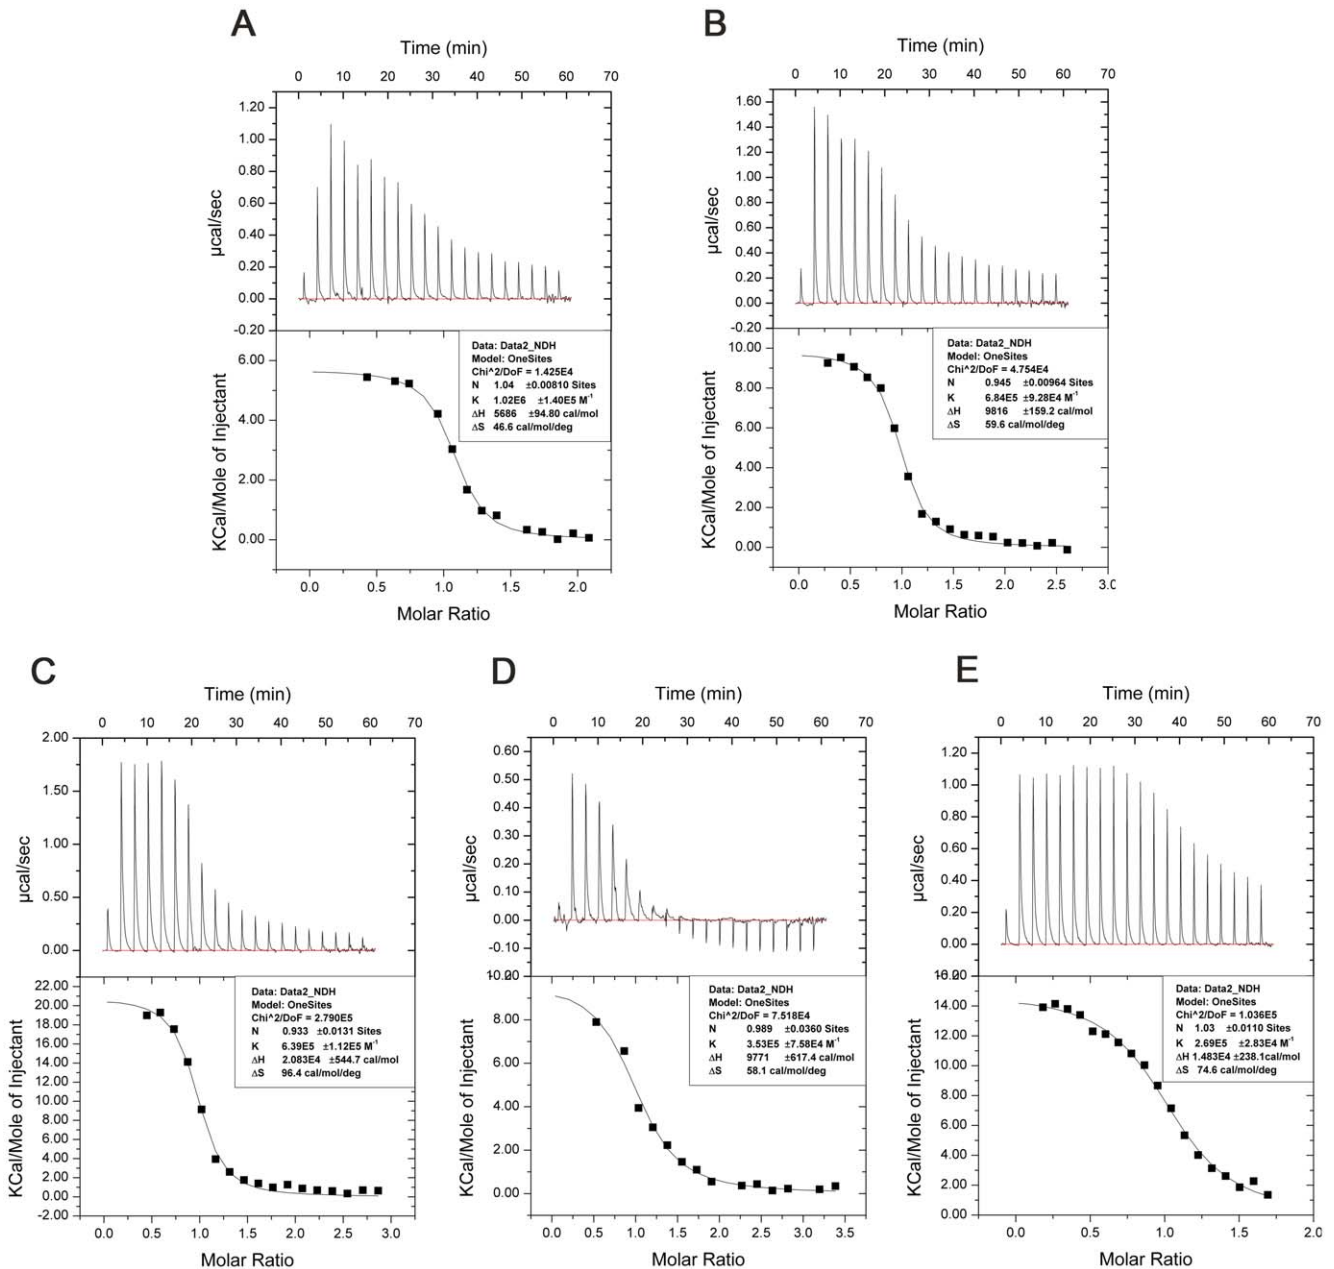 A
Time (min)
0 10 20 30 40 50 60 70
1.20
1.00
0.80
0.60
0.40
0.20
0.00
-0.20
µcal/sec
6.00
4.00
2.00
0.00
KCal/Mole of Injectant
Data: Data2_NDH
Model: OneSites
Chi^2/DoF = 1.425E4
N 1.04 ±0.00810 Sites
K 1.02E6 ±1.40E5 M⁻¹
ΔH 5686 ±94.80 cal/mol
ΔS 46.6 cal/mol/deg
0.0 0.5 1.0 1.5 2.0
Molar Ratio
B
Time (min)
0 10 20 30 40 50 60 70
1.60
1.40
1.20
1.00
0.80
0.60
0.40
0.20
0.00
-0.20
µcal/sec
10.00
8.00
6.00
4.00
2.00
0.00
KCal/Mole of Injectant
Data: Data2_NDH
Model: OneSites
Chi^2/DoF = 4.754E4
N 0.945 ±0.00964 Sites
K 6.84E5 ±9.28E4 M⁻¹
ΔH 9816 ±159.2 cal/mol
ΔS 59.6 cal/mol/deg
0.0 0.5 1.0 1.5 2.0 2.5 3.0
Molar Ratio
C
Time (min)
0 10 20 30 40 50 60 70
2.00
1.50
1.00
0.50
0.00
µcal/sec
22.00
20.00
18.00
16.00
14.00
12.00
10.00
8.00
6.00
4.00
2.00
0.00
-2.00
KCal/Mole of Injectant
Data: Data2_NDH
Model: OneSites
Chi^2/DoF = 2.790E5
N 0.933 ±0.0131 Sites
K 6.39E5 ±1.12E5 M⁻¹
ΔH 2.083E4 ±544.7 cal/mol
ΔS 96.4 cal/mol/deg
0.0 0.5 1.0 1.5 2.0 2.5 3.0
Molar Ratio
D
Time (min)
0 10 20 30 40 50 60 70
0.60
0.50
0.40
0.30
0.20
0.10
0.00
-0.10
µcal/sec
8.00
6.00
4.00
2.00
0.00
KCal/Mole of Injectant
Data: Data2_NDH
Model: OneSites
Chi^2/DoF = 7.518E4
N 0.989 ±0.0360 Sites
K 3.53E5 ±7.58E4 M⁻¹
ΔH 9771 ±617.4 cal/mol
ΔS 58.1 cal/mol/deg
0.0 0.5 1.0 1.5 2.0 2.5 3.0 3.5
Molar Ratio
E
Time (min)
0 10 20 30 40 50 60 70
1.20
1.00
0.80
0.60
0.40
0.20
0.00
µcal/sec
14.00
12.00
10.00
8.00
6.00
4.00
2.00
0.00
KCal/Mole of Injectant
Data: Data2_NDH
Model: OneSites
Chi^2/DoF = 1.036E5
N 1.03 ±0.0110 Sites
K 2.69E5 ±2.83E4 M⁻¹
ΔH 1.483E4 ±238.1cal/mol
ΔS 74.6 cal/mol/deg
0.0 0.5 1.0 1.5 2.0
Molar Ratio